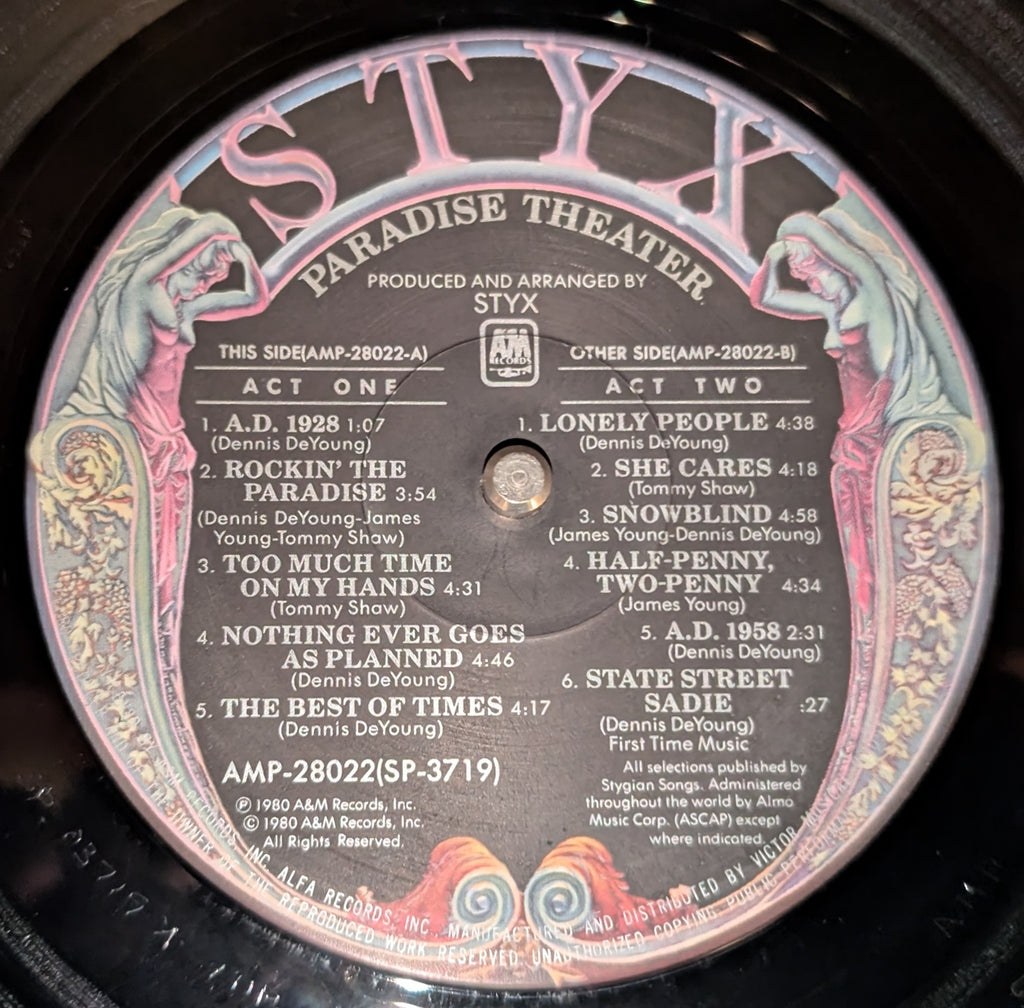 STYX
PARADISE THEATER
PRODUCED AND ARRANGED BY
STYX
A&M
RECORDS
THIS SIDE(AMP-28022-A)
ACT ONE
1. A.D. 1928 1:07
(Dennis DeYoung)
2. ROCKIN' THE
PARADISE 3:54
(Dennis DeYoung-James
Young-Tommy Shaw)
3. TOO MUCH TIME
ON MY HANDS 4:31
(Tommy Shaw)
4. NOTHING EVER GOES
AS PLANNED 4:46
(Dennis DeYoung)
5. THE BEST OF TIMES 4:17
(Dennis DeYoung)
AMP-28022(SP-3719)
℗ 1980 A&M Records, Inc.
© 1980 A&M Records, Inc.
All Rights Reserved.
OTHER SIDE(AMP-28022-B)
ACT TWO
1. LONELY PEOPLE 4:38
(Dennis DeYoung)
2. SHE CARES 4:18
(Tommy Shaw)
3. SNOWBLIND 4:58
(James Young-Dennis DeYoung)
4. HALF-PENNY,
TWO-PENNY 4:34
(James Young)
5. A.D. 1958 2:31
(Dennis DeYoung)
6. STATE STREET
SADIE :27
(Dennis DeYoung)
First Time Music
All selections published by
Stygian Songs. Administered
throughout the world by Almo
Music Corp. (ASCAP) except
where indicated.
RECORDS, INC. ALFA RECORDS, INC. MANUFACTURED AND DISTRIBUTED BY VICTOR
OWNER OF THE REPRODUCED WORK RESERVED. UNAUTHORIZED COPYING PUBLIC